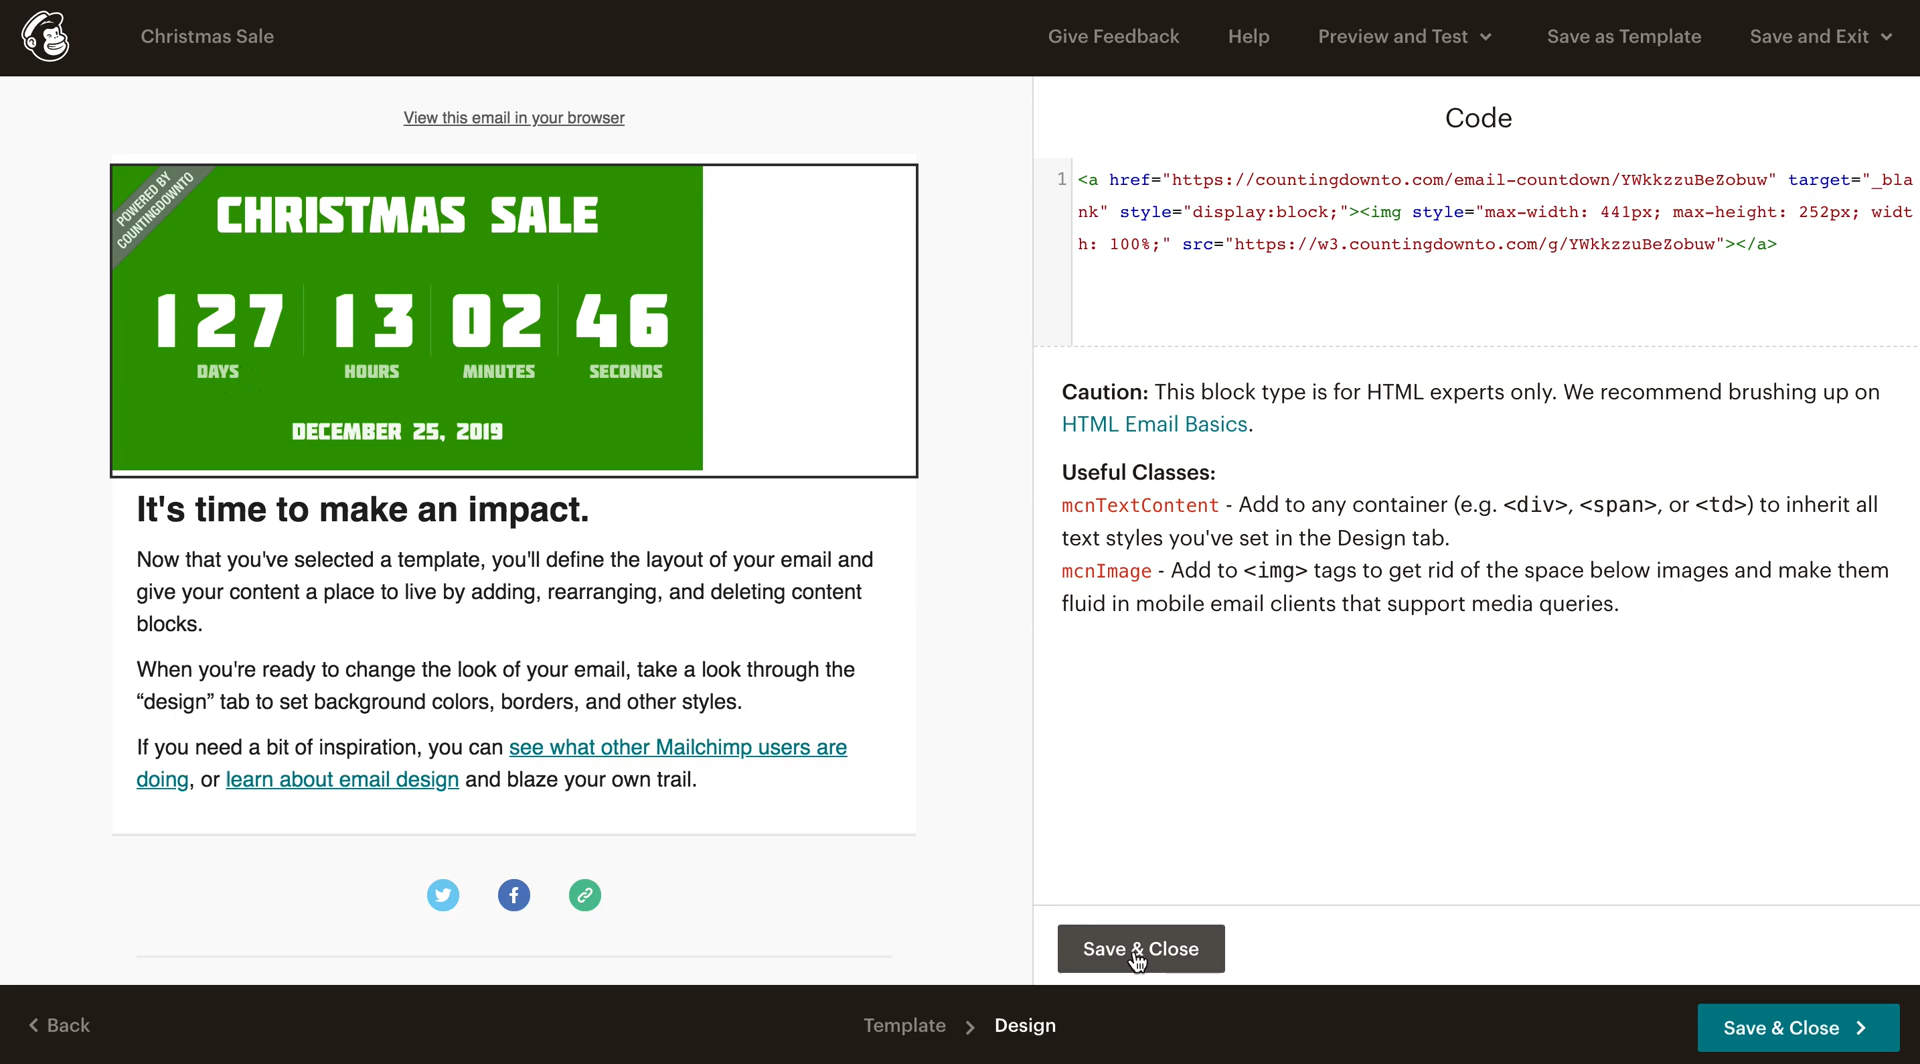 Christmas Sale
Give Feedback
Help
Preview and Test
Save as Template
Save and Exit
View this email in your browser
POWERED BY
COUNTINGDOWNTO
CHRISTMAS SALE
127 13 02 46
DAYS HOURS MINUTES SECONDS
DECEMBER 25, 2019
It's time to make an impact.
Now that you've selected a template, you'll define the layout of your email and
give your content a place to live by adding, rearranging, and deleting content
blocks.
When you're ready to change the look of your email, take a look through the
“design” tab to set background colors, borders, and other styles.
If you need a bit of inspiration, you can see what other Mailchimp users are
doing, or learn about email design and blaze your own trail.
Code
1 <a href="https://countingdownto.com/email-countdown/YWkkzzuBeZobuw" target="_bla
nk" style="display:block;"><img style="max-width: 441px; max-height: 252px; widt
h: 100%;" src="https://w3.countingdownto.com/g/YWkkzzuBeZobuw"></a>
Caution: This block type is for HTML experts only. We recommend brushing up on
HTML Email Basics.
Useful Classes:
mcnTextContent - Add to any container (e.g. <div>, <span>, or <td>) to inherit all
text styles you've set in the Design tab.
mcnImage - Add to <img> tags to get rid of the space below images and make them
fluid in mobile email clients that support media queries.
Save & Close
Back
Template
Design
Save & Close